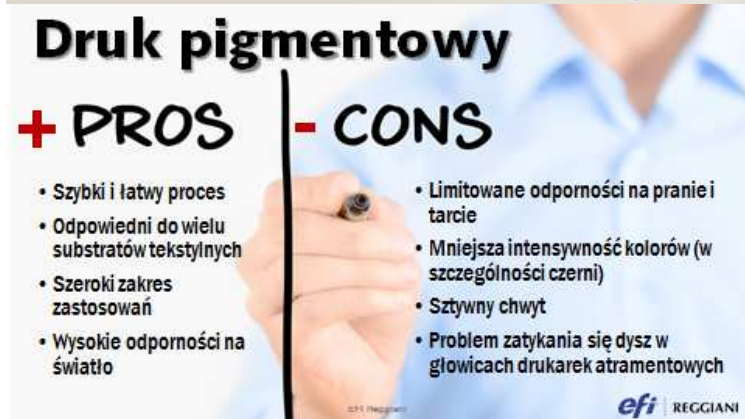 Druk pigmentowy
+ PROS
- CONS
• Szybki i łatwy proces
• Odpowiedni do wielu
substratów tekstylnych
• Szeroki zakres
zastosowań
• Wysokie odporności na
światło
• Limitowane odporności na pranie i
tarcie
• Mniejsza intensywność kolorów (w
szczególności czerni)
• Sztywny chwyt
• Problem zatykania się dysz w
głowicach drukarek atramentowych
EFI Reggiani
efi REGGIANI